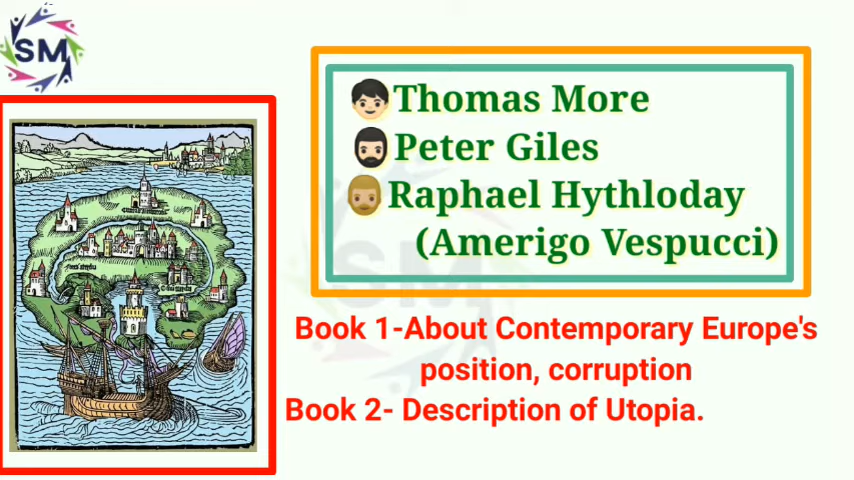 SM
Thomas More
Peter Giles
Raphael Hythloday
(Amerigo Vespucci)
Book 1-About Contemporary Europe's
position, corruption
Book 2- Description of Utopia.